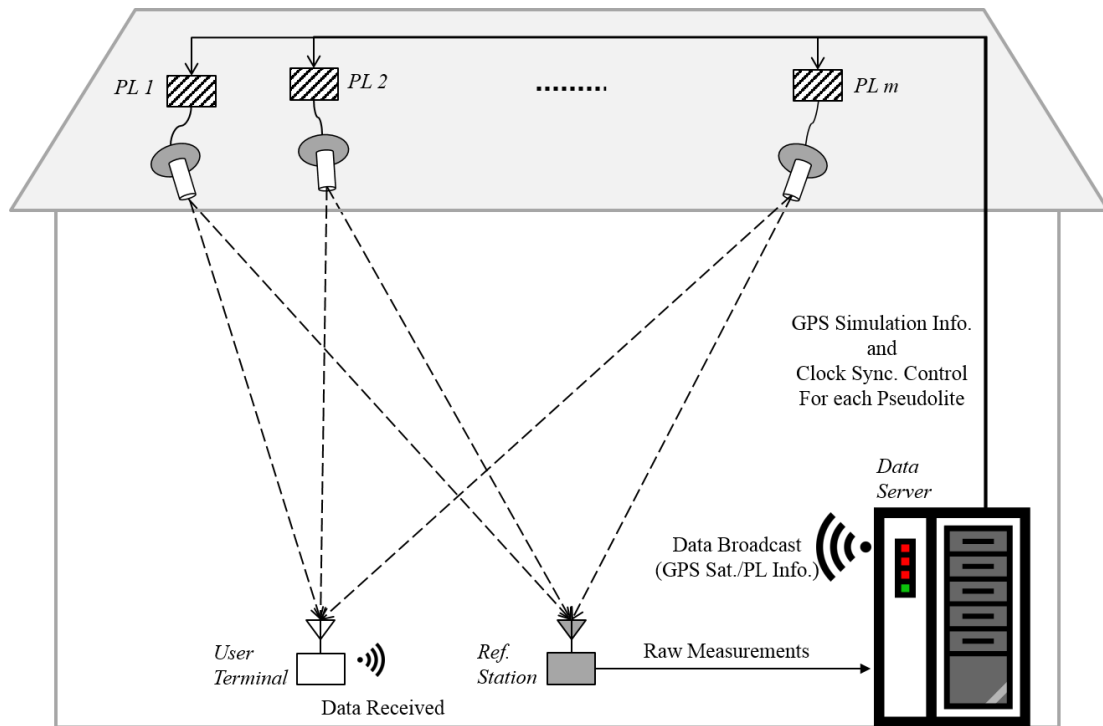 PL 1
PL 2
.........
PL m
GPS Simulation Info.
and
Clock Sync. Control
For each Pseudolite
Data
Server
Data Broadcast
(GPS Sat./PL Info.)
User
Terminal
Data Received
Ref.
Station
Raw Measurements